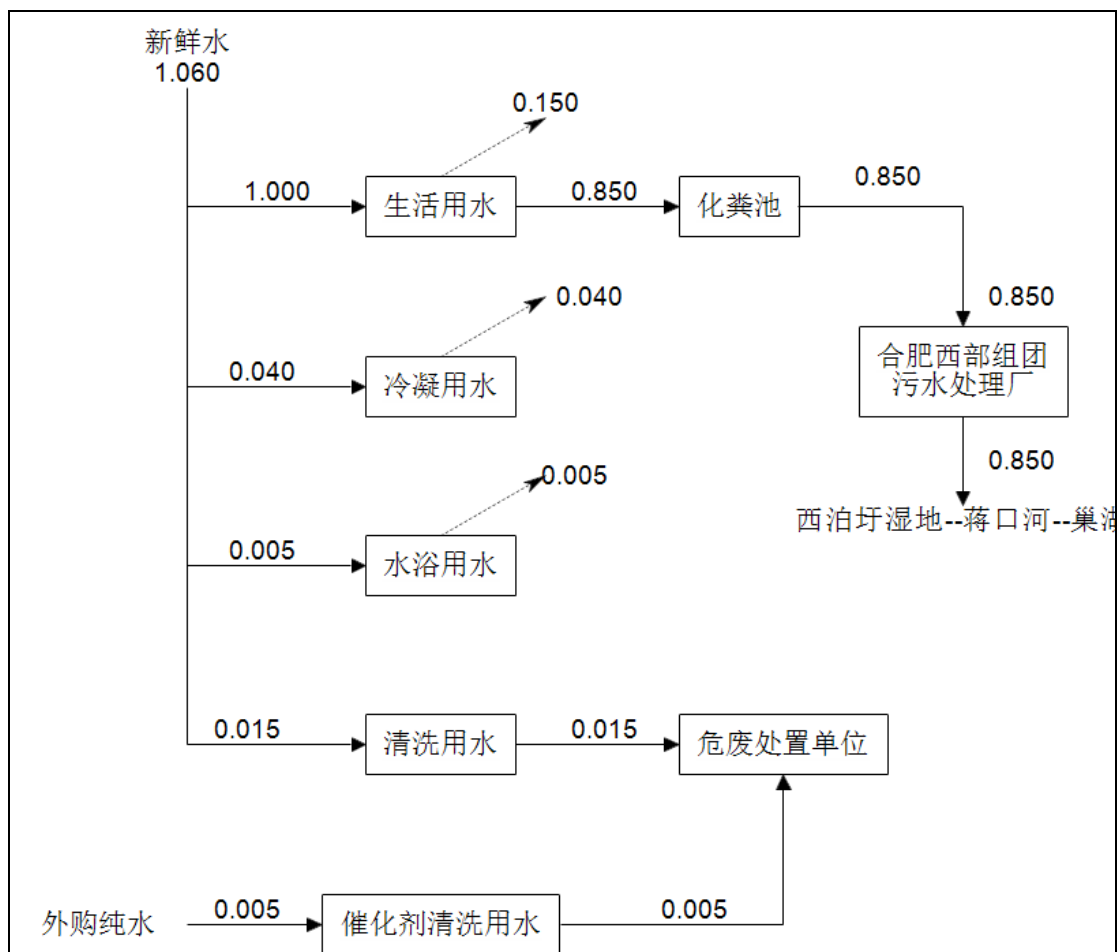 新鲜水
1.060
0.150
1.000
生活用水
0.850
化粪池
0.850
0.040
0.850
0.040
冷凝用水
合肥西部组团
污水处理厂
0.005
0.850
西泊圩湿地--蒋口河--巢湖
0.005
水浴用水
0.015
清洗用水
0.015
危废处置单位
外购纯水
0.005
催化剂清洗用水
0.005